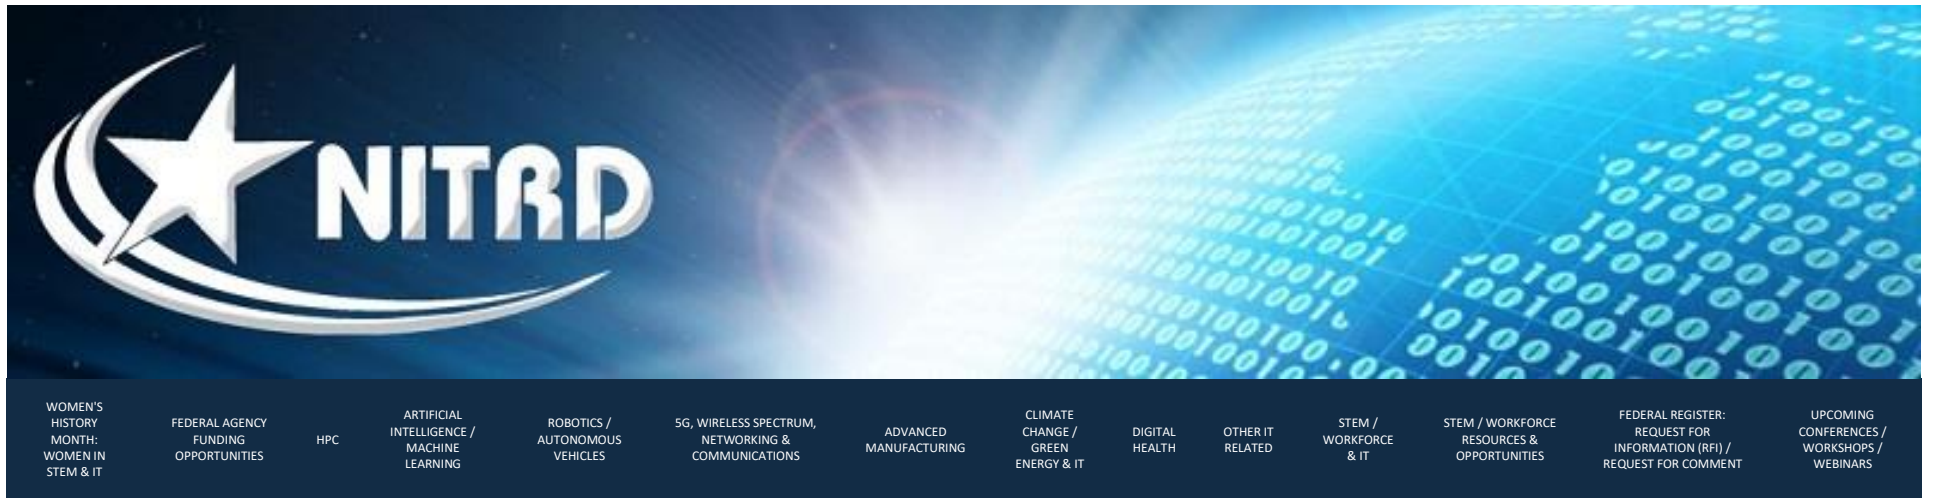 NITRD
WOMEN'S
HISTORY
MONTH:
WOMEN IN
STEM & IT
FEDERAL AGENCY
FUNDING
OPPORTUNITIES
HPC
ARTIFICIAL
INTELLIGENCE /
MACHINE
LEARNING
ROBOTICS /
AUTONOMOUS
VEHICLES
5G, WIRELESS SPECTRUM,
NETWORKING &
COMMUNICATIONS
ADVANCED
MANUFACTURING
CLIMATE
CHANGE /
GREEN
ENERGY & IT
DIGITAL
HEALTH
OTHER IT
RELATED
STEM /
WORKFORCE
& IT
STEM / WORKFORCE
RESOURCES &
OPPORTUNITIES
FEDERAL REGISTER:
REQUEST FOR
INFORMATION (RFI) /
REQUEST FOR COMMENT
UPCOMING
CONFERENCES /
WORKSHOPS /
WEBINARS